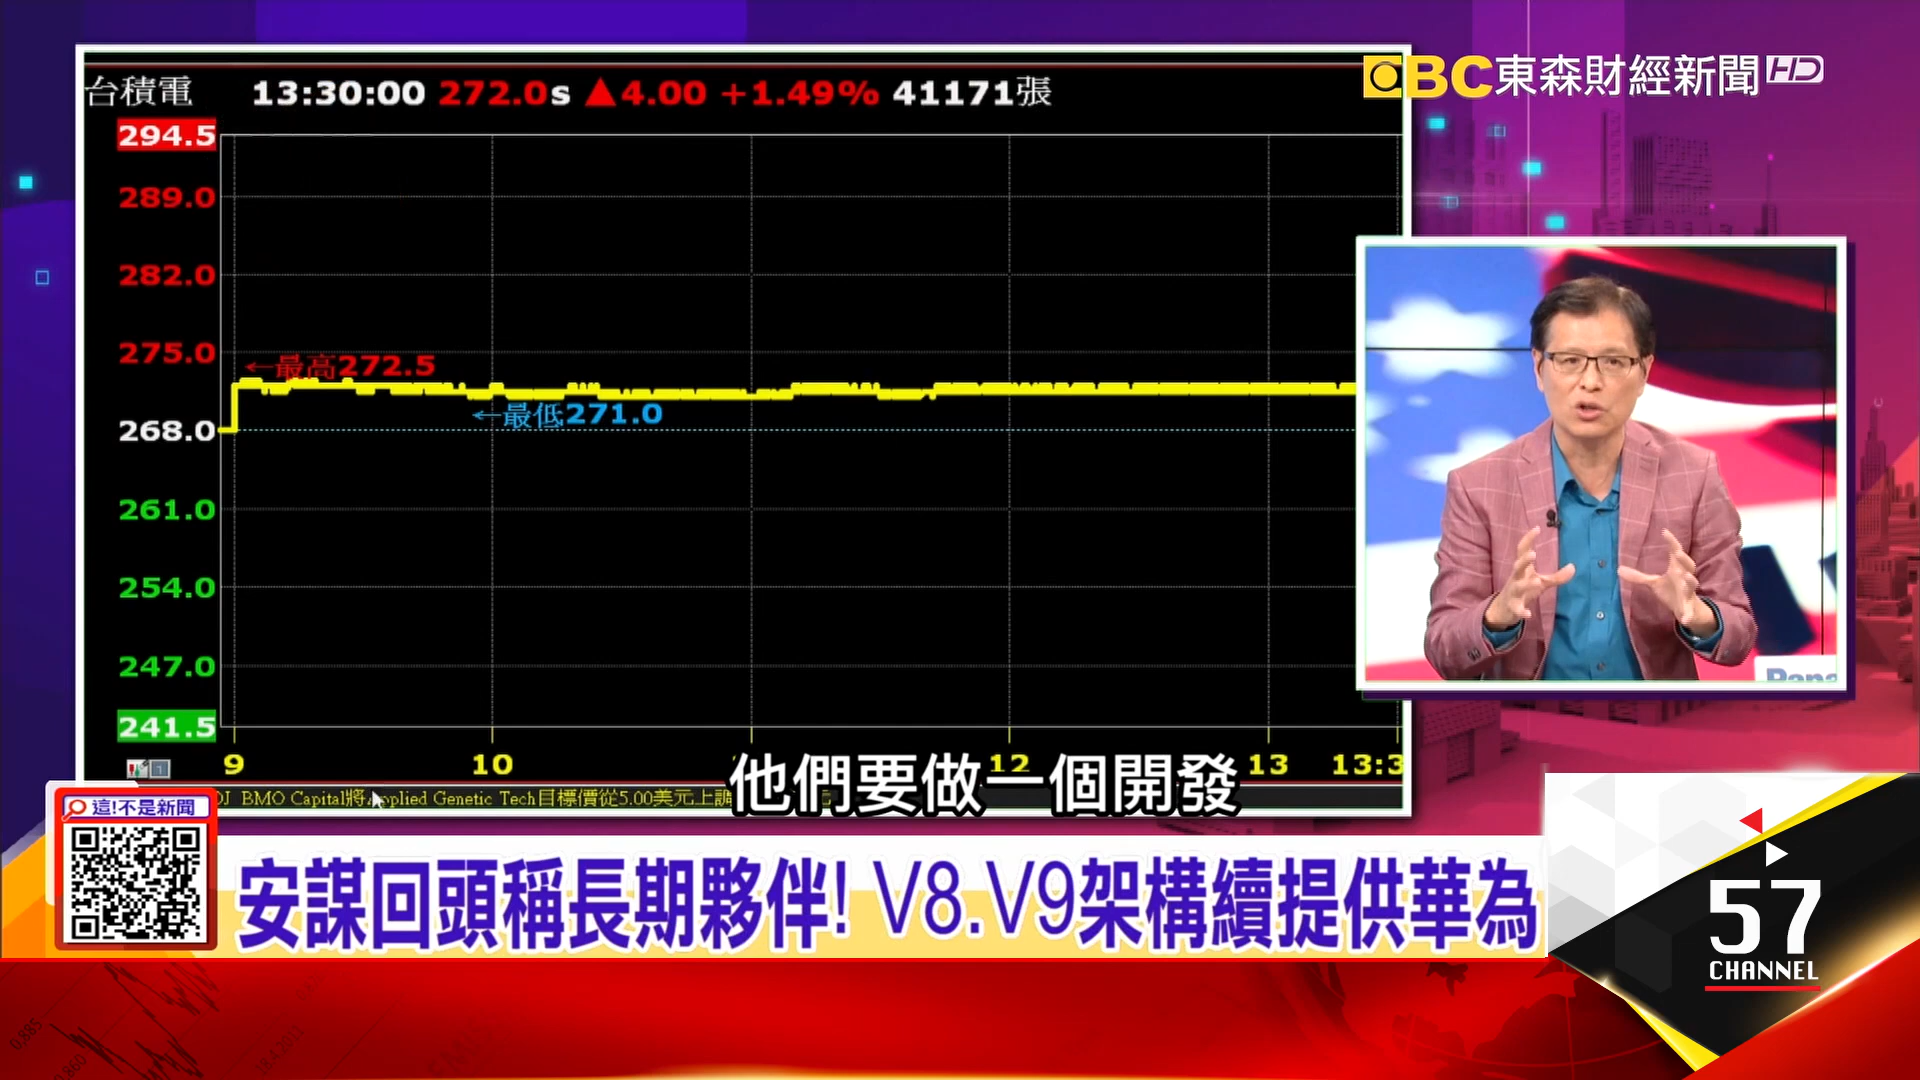 台積電 13:30:00 272.0s ▲4.00 +1.49% 41171張
EBC東森財經新聞HD
294.5
289.0
282.0
275.0
←最高272.5
←最低271.0
268.0
261.0
254.0
247.0
241.5
9 10 12 13 13:3
BMO Capital將Applied Genetic Tech目標價從5.00美元上調
他們要做一個開發
這!不是新聞
安謀回頭稱長期夥伴! V8.V9架構續提供華為
57
CHANNEL